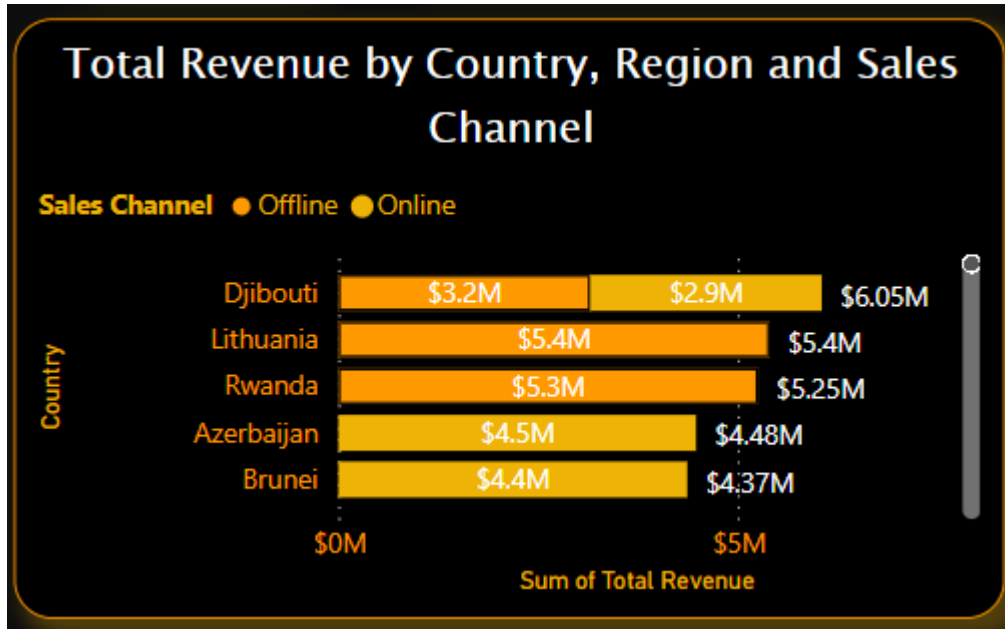 Total Revenue by Country, Region and Sales
Channel
Sales Channel Offline Online
Country
Djibouti $3.2M $2.9M $6.05M
Lithuania $5.4M $5.4M
Rwanda $5.3M $5.25M
Azerbaijan $4.5M $4.48M
Brunei $4.4M $4.37M
$0M $5M
Sum of Total Revenue